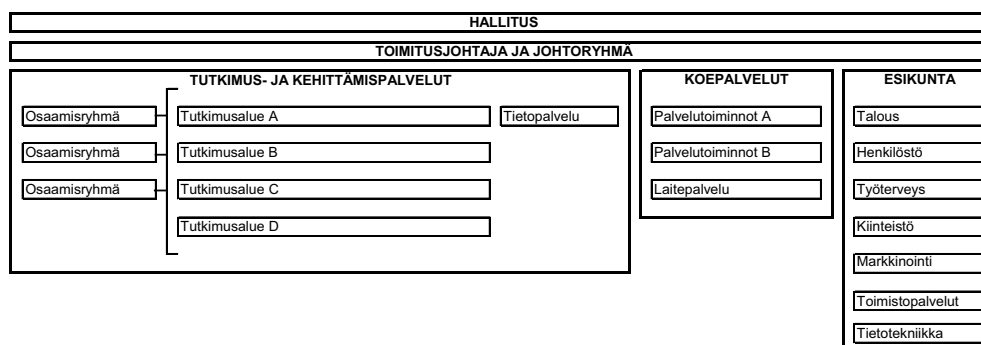 HALLITUS
TOIMITUSJOHTAJA JA JOHTORYHMÄ
TUTKIMUS- JA KEHITTÄMISPALVELUT
Osaamisryhmä
Tutkimusalue A
Tietopalvelu
Osaamisryhmä
Tutkimusalue B
Osaamisryhmä
Tutkimusalue C
Tutkimusalue D
KOEPALVELUT
Palvelutoiminnot A
Palvelutoiminnot B
Laitepalvelu
ESIKUNTA
Talous
Henkilöstö
Työterveys
Kiinteistö
Markkinointi
Toimistopalvelut
Tietotekniikka